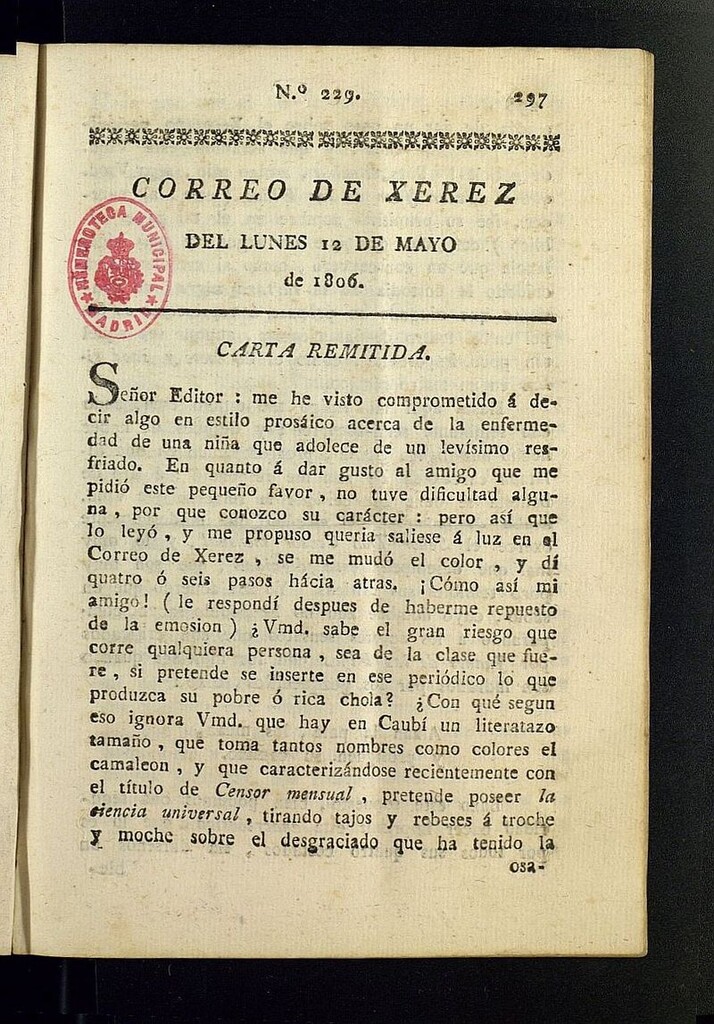 N.º 229.
297
CORREO DE XEREZ
DEL LUNES 12 DE MAYO
de 1806.
HEMEROTECA MUNICIPAL
MADRID
CARTA REMITIDA.
Señor Editor : me he visto comprometido á de-
cir algo en estilo prosáico acerca de la enferme-
dad de una niña que adolece de un levísimo res-
friado. En quanto á dar gusto al amigo que me
pidió este pequeño favor , no tuve dificultad algu-
na , por que conozco su carácter : pero así que
lo leyó , y me propuso queria saliese á luz en el
Correo de Xerez , se me mudó el color , y dí
quatro ó seis pasos hácia atras. ¡Cómo así mi
amigo! ( le respondí despues de haberme repuesto
de la emosion ) ¿Vmd. sabe el gran riesgo que
corre qualquiera persona , sea de la clase que fue-
re , si pretende se inserte en ese periódico lo que
produzca su pobre ó rica chola? ¿Con qué segun
eso ignora Vmd. que hay en Caubí un literatazo
tamaño , que toma tantos nombres como colores el
camaleon , y que caracterizándose recientemente con
el título de Censor mensual , pretende poseer la
ciencia universal , tirando tajos y rebeses á troche
y moche sobre el desgraciado que ha tenido la
osa-